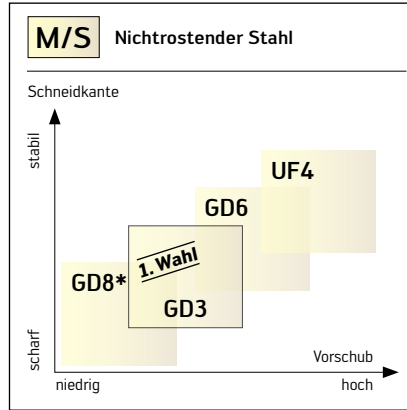 M/S Nichtrostender Stahl
Schneidkante
stabil
UF4
GD6
1. Wahl
GD8*
GD3
scharf
Vorschub
niedrig hoch